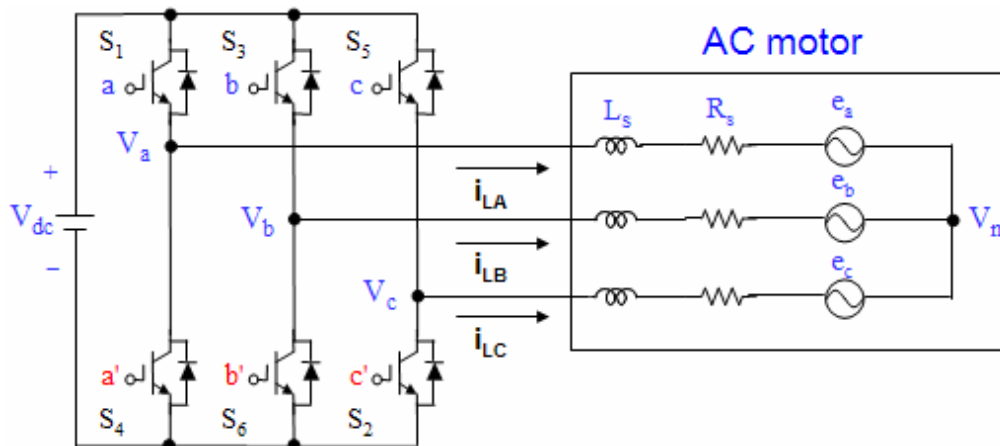 AC motor
S1 S3 S5
a b c
Ls Rs ea
Va
iLA
+
Vdc
−
Vb
eb
Vn
iLB
Vc
ec
iLC
a' b' c'
S4 S6 S2